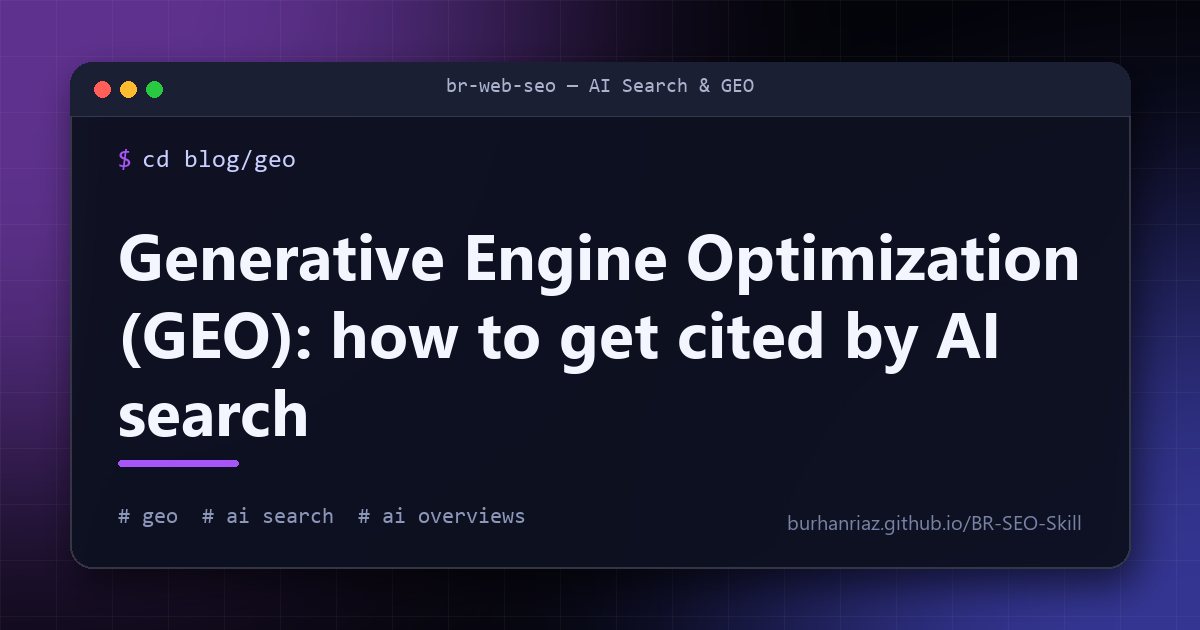 br-web-seo — AI Search & GEO
$ cd blog/geo
Generative Engine Optimization
(GEO): how to get cited by AI
search
# geo  # ai search  # ai overviews
burhanriaz.github.io/BR-SEO-Skill